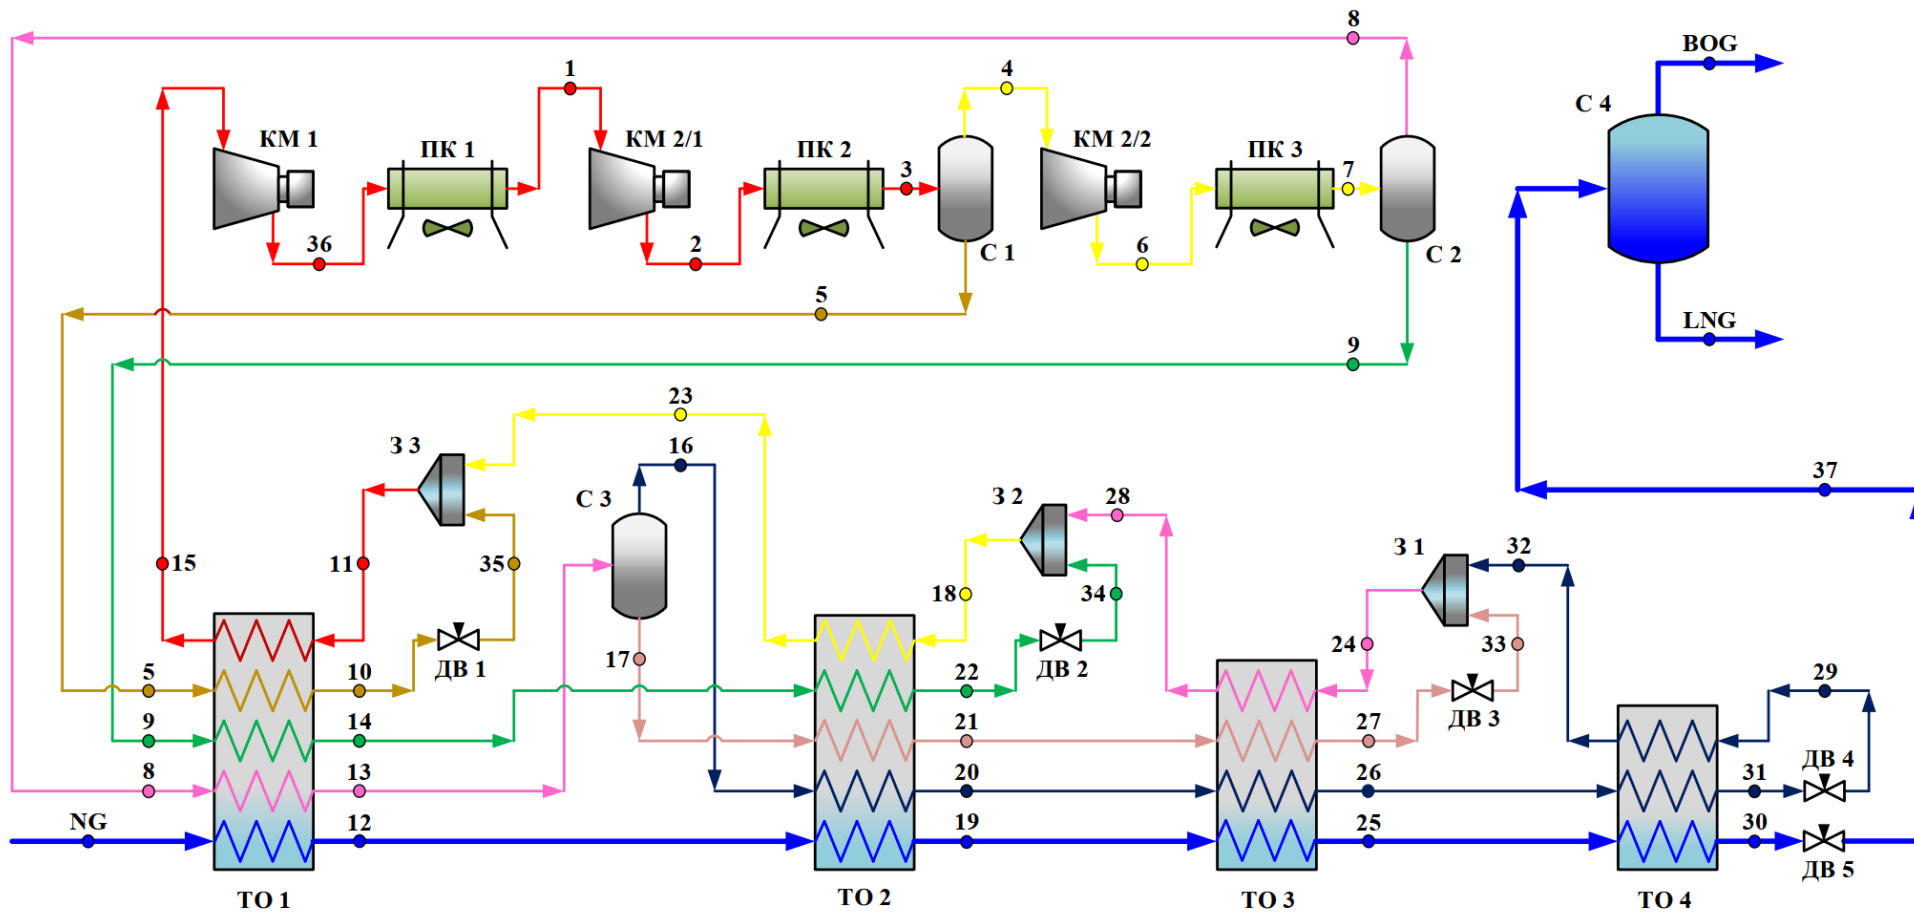 8
BOG
1
4
С 4
КМ 1
ПК 1
КМ 2/1
ПК 2
КМ 2/2
ПК 3
3
7
36
2
С 1
6
С 2
5
LNG
9
23
З 3
16
С 3
З 2
28
37
15
11
35
18
34
З 1
32
24
33
17
ДВ 1
ДВ 2
5
10
22
29
ДВ 3
9
14
21
27
ДВ 4
8
13
20
26
31
NG
12
19
25
30
ДВ 5
ТО 1
ТО 2
ТО 3
ТО 4